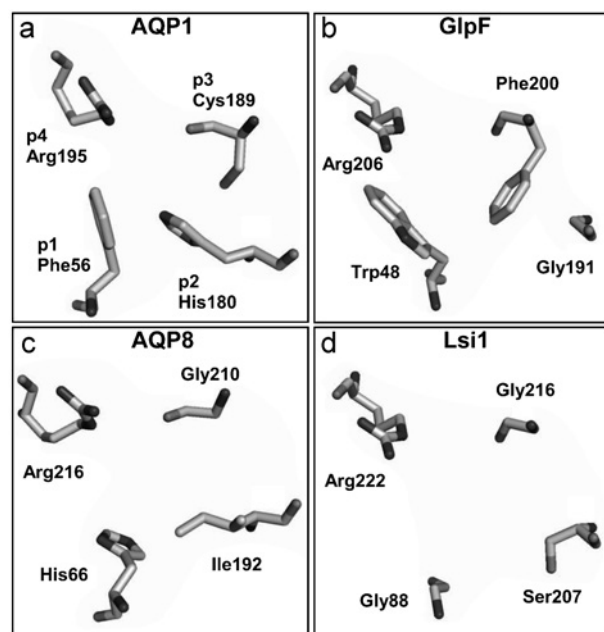 a AQP1
p3
Cys189
p4
Arg195
p1
Phe56
p2
His180
b GlpF
Phe200
Arg206
Trp48
Gly191
c AQP8
Gly210
Arg216
His66
Ile192
d Lsi1
Gly216
Arg222
Gly88
Ser207